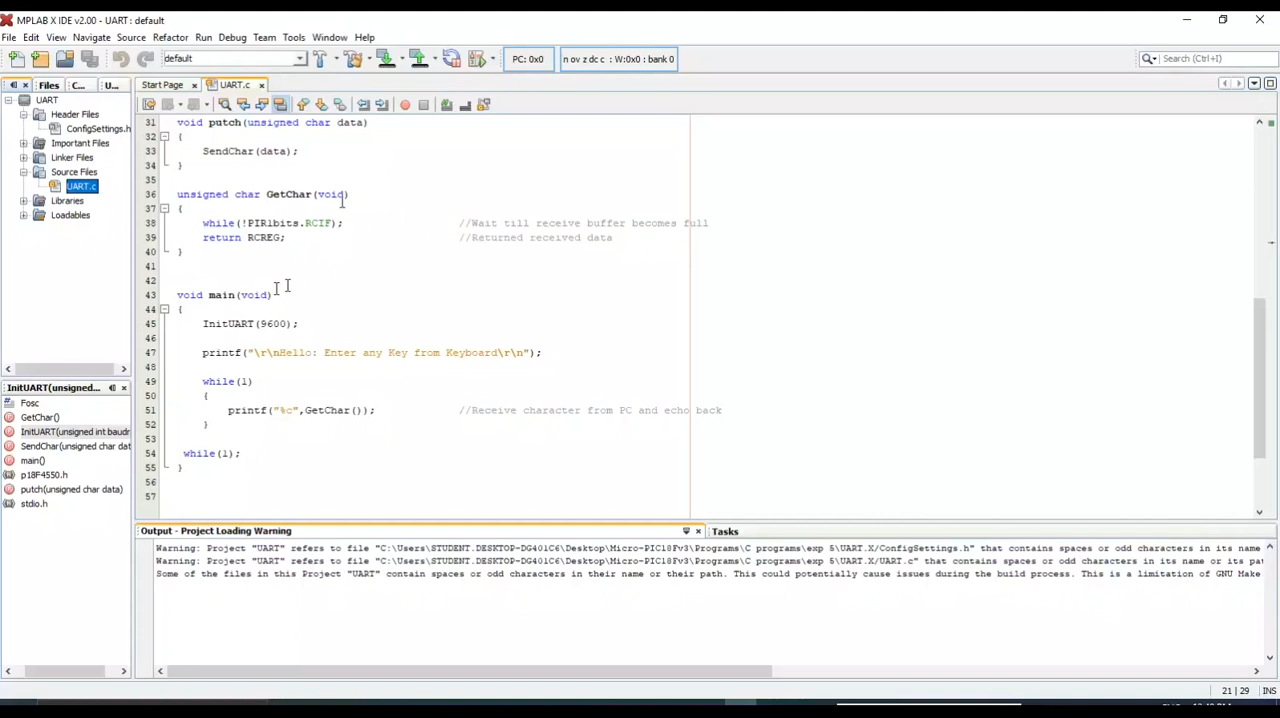 MPLAB X IDE v2.00 - UART : default
File Edit View Navigate Source Refactor Run Debug Team Tools Window Help
default
PC: 0x0
n ov z dc c : W:0x0 : bank 0
Search (Ctrl+I)
Files
C...
U...
Start Page
UART.c
UART
Header Files
ConfigSettings.h
Important Files
Linker Files
Source Files
UART.c
Libraries
Loadables
31 void putch(unsigned char data)
32 {
33 SendChar(data);
34 }
35
36 unsigned char GetChar(void)
37 {
38 while(!PIR1bits.RCIF); //Wait till receive buffer becomes full
39 return RCREG; //Returned received data
40 }
41
42
43 void main(void)
44 {
45 InitUART(9600);
46
47 printf("\r\nHello: Enter any Key from Keyboard\r\n");
48
49 while(1)
50 {
51 printf("%c",GetChar()); //Receive character from PC and echo back
52 }
53
54 while(1);
55 }
56
57
InitUART(unsigned...
Fosc
GetChar()
InitUART(unsigned int baudr
SendChar(unsigned char dat
main()
p18F4550.h
putch(unsigned char data)
stdio.h
Output - Project Loading Warning
Tasks
Warning: Project "UART" refers to file "C:\Users\STUDENT.DESKTOP-DG401C6\Desktop\Micro-PIC18Fv3\Programs\C programs\exp 5\UART.X/ConfigSettings.h" that contains spaces or odd characters in its name
Warning: Project "UART" refers to file "C:\Users\STUDENT.DESKTOP-DG401C6\Desktop\Micro-PIC18Fv3\Programs\C programs\exp 5\UART.X/UART.c" that contains spaces or odd characters in its name or its pat
Some of the files in this Project "UART" contain spaces or odd characters in their name or their path. This could potentially cause issues during the build process. This is a limitation of GNU Make
21 | 29
INS